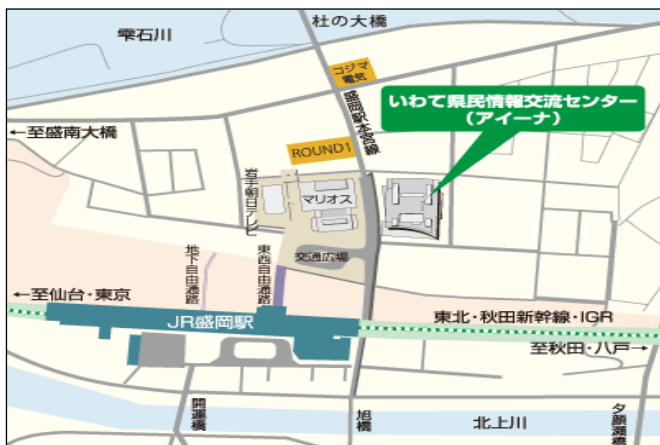 雫石川
杜の大橋
コジマ
電気
盛岡駅本宮線
いわて県民情報交流センター
(アイーナ)
←至盛南大橋
ROUND1
岩手朝日テレビ
マリオス
地下自由通路
東西自由通路
交通広場
←至仙台・東京
JR盛岡駅
東北・秋田新幹線・IGR
至秋田・八戸→
開運橋
旭橋
北上川
夕顔瀬橋